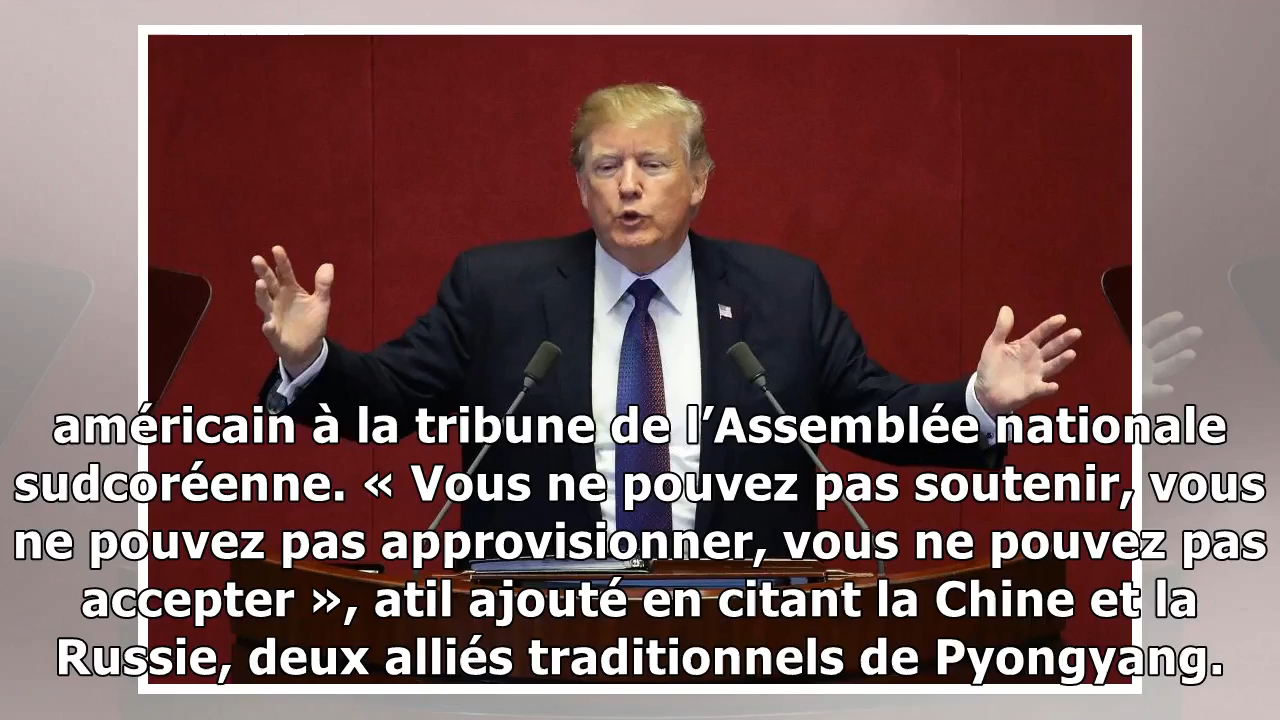 américain à la tribune de l’Assemblée nationale
sudcoréenne. « Vous ne pouvez pas soutenir, vous
ne pouvez pas approvisionner, vous ne pouvez pas
accepter », atil ajouté en citant la Chine et la
Russie, deux alliés traditionnels de Pyongyang.